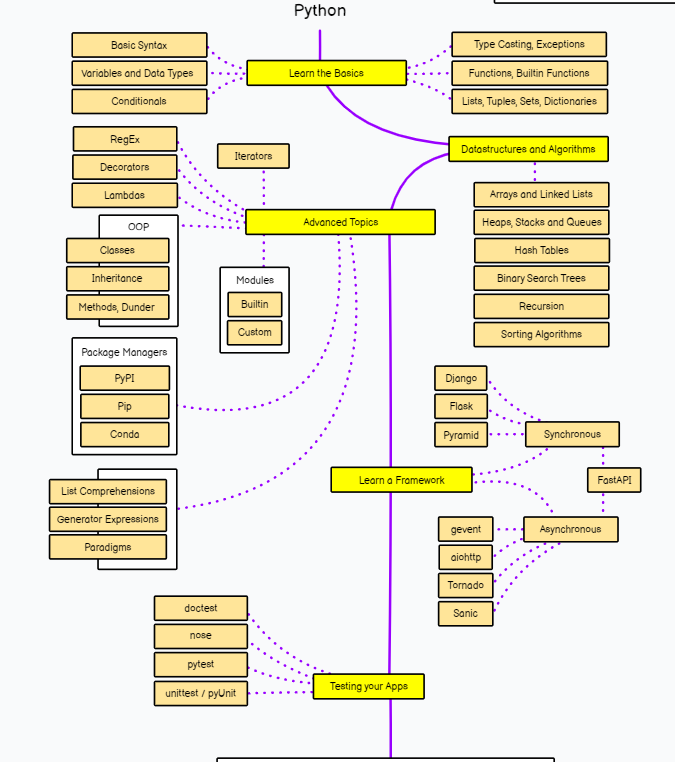 Python
Basic Syntax
Variables and Data Types
Conditionals
Learn the Basics
Type Casting, Exceptions
Functions, Builtin Functions
Lists, Tuples, Sets, Dictionaries
Datastructures and Algorithms
Arrays and Linked Lists
Heaps, Stacks and Queues
Hash Tables
Binary Search Trees
Recursion
Sorting Algorithms
RegEx
Decorators
Lambdas
Iterators
Advanced Topics
OOP
Classes
Inheritance
Methods, Dunder
Modules
Builtin
Custom
Package Managers
PyPI
Pip
Conda
List Comprehensions
Generator Expressions
Paradigms
Django
Flask
Pyramid
Synchronous
Learn a Framework
FastAPI
Asynchronous
gevent
aiohttp
Tornado
Sanic
doctest
nose
pytest
unittest / pyUnit
Testing your Apps